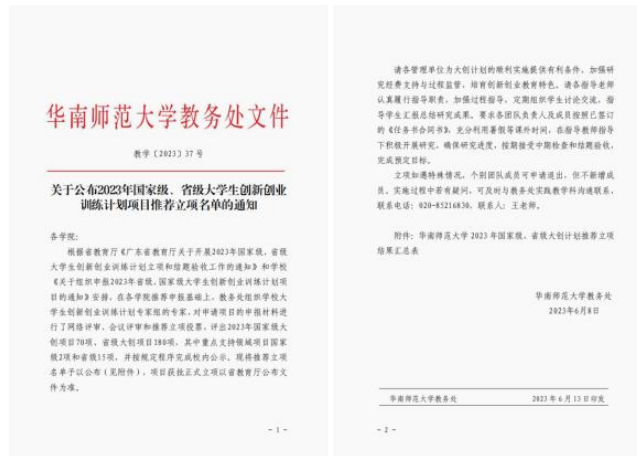 华南师范大学教务处文件
教学〔2023〕37号
关于公布2023年国家级、省级大学生创新创业
训练计划项目推荐立项名单的通知
各学院:
根据省教育厅《广东省教育厅关于开展2023年国家级、省级
大学生创新创业训练计划立项和结题验收工作的通知》和学校
《关于组织申报2023年省级、国家级大学生创新创业训练计划项
目的通知》安排，在各学院推荐申报基础上，教务处组织学校大
学生创新创业训练计划专家组的专家，对申请项目的申报材料进
行了网络评审、会议评审和推荐立项投票，评出2023年国家级大
创项目70项、省级大创项目180项，其中重点支持领域项目国家
级2项和省级15项，并按规定程序完成校内公示。现将推荐立项
名单予以公布（见附件），项目获批正式立项以省教育厅公布文
件为准。
- 1 -
请各管理单位为大创计划的顺利实施提供有利条件，加强研
究经费支持与过程监管，培育创新创业教育特色。请各指导老师
认真履行指导职责，加强过程指导，定期组织学生讨论交流，指
导学生汇报总结研究成果。要求各团队负责人及成员按照已签订
的《任务书合同书》，充分利用暑假等课外时间，在指导教师指导
下积极开展研究，确保研究进度，按期接受中期检查和结题验收，
完成预定目标。
立项如遇特殊情况，个别团队成员可申请退出，但不新增成
员。实施过程中若有疑问，可及时与教务处实践教学科沟通联系，
联系电话：020-85216830，联系人：王老师。
附件：华南师范大学 2023 年国家级、省级大创计划推荐立项
结果汇总表
华南师范大学教务处
2023年6月8日
华南师范大学教务处 2023 年 6 月 13 日印发
- 2 -